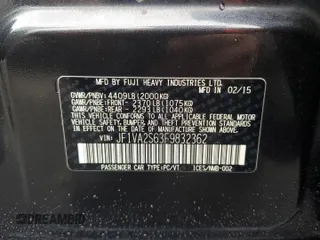 MFD BY FUJI HEAVY INDUSTRIES LTD. 02/15
GVWR/PNBV: 4409LB (2000KG)
GAWR/PNBE: FRONT: 2370LB (1075KG)
GAWR/PNBE: REAR: 2293LB (1040KG)
THIS VEHICLE CONFORMS TO ALL APPLICABLE FEDERAL MOTOR
VEHICLE SAFETY, BUMPER, AND THEFT PREVENTION STANDARDS
IN EFFECT ON THE DATE OF MANUFACTURE SHOWN ABOVE.
VIN: JF1VA2S63F9832362
PASSENGER CAR TYPE:PC/VT ICES/NMB-002
DREAMBID